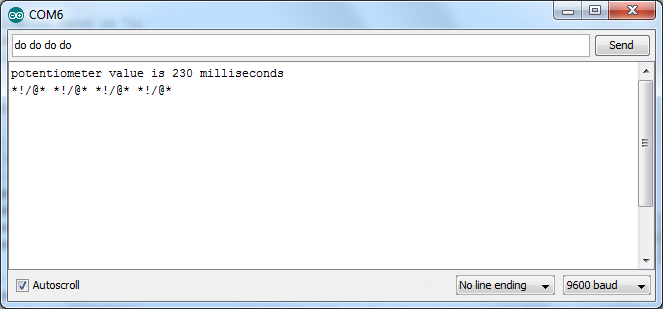 COM6
do do do do
Send
potentiometer value is 230 milliseconds
*!/@* *!/@* *!/@* *!/@*
Autoscroll
No line ending
9600 baud